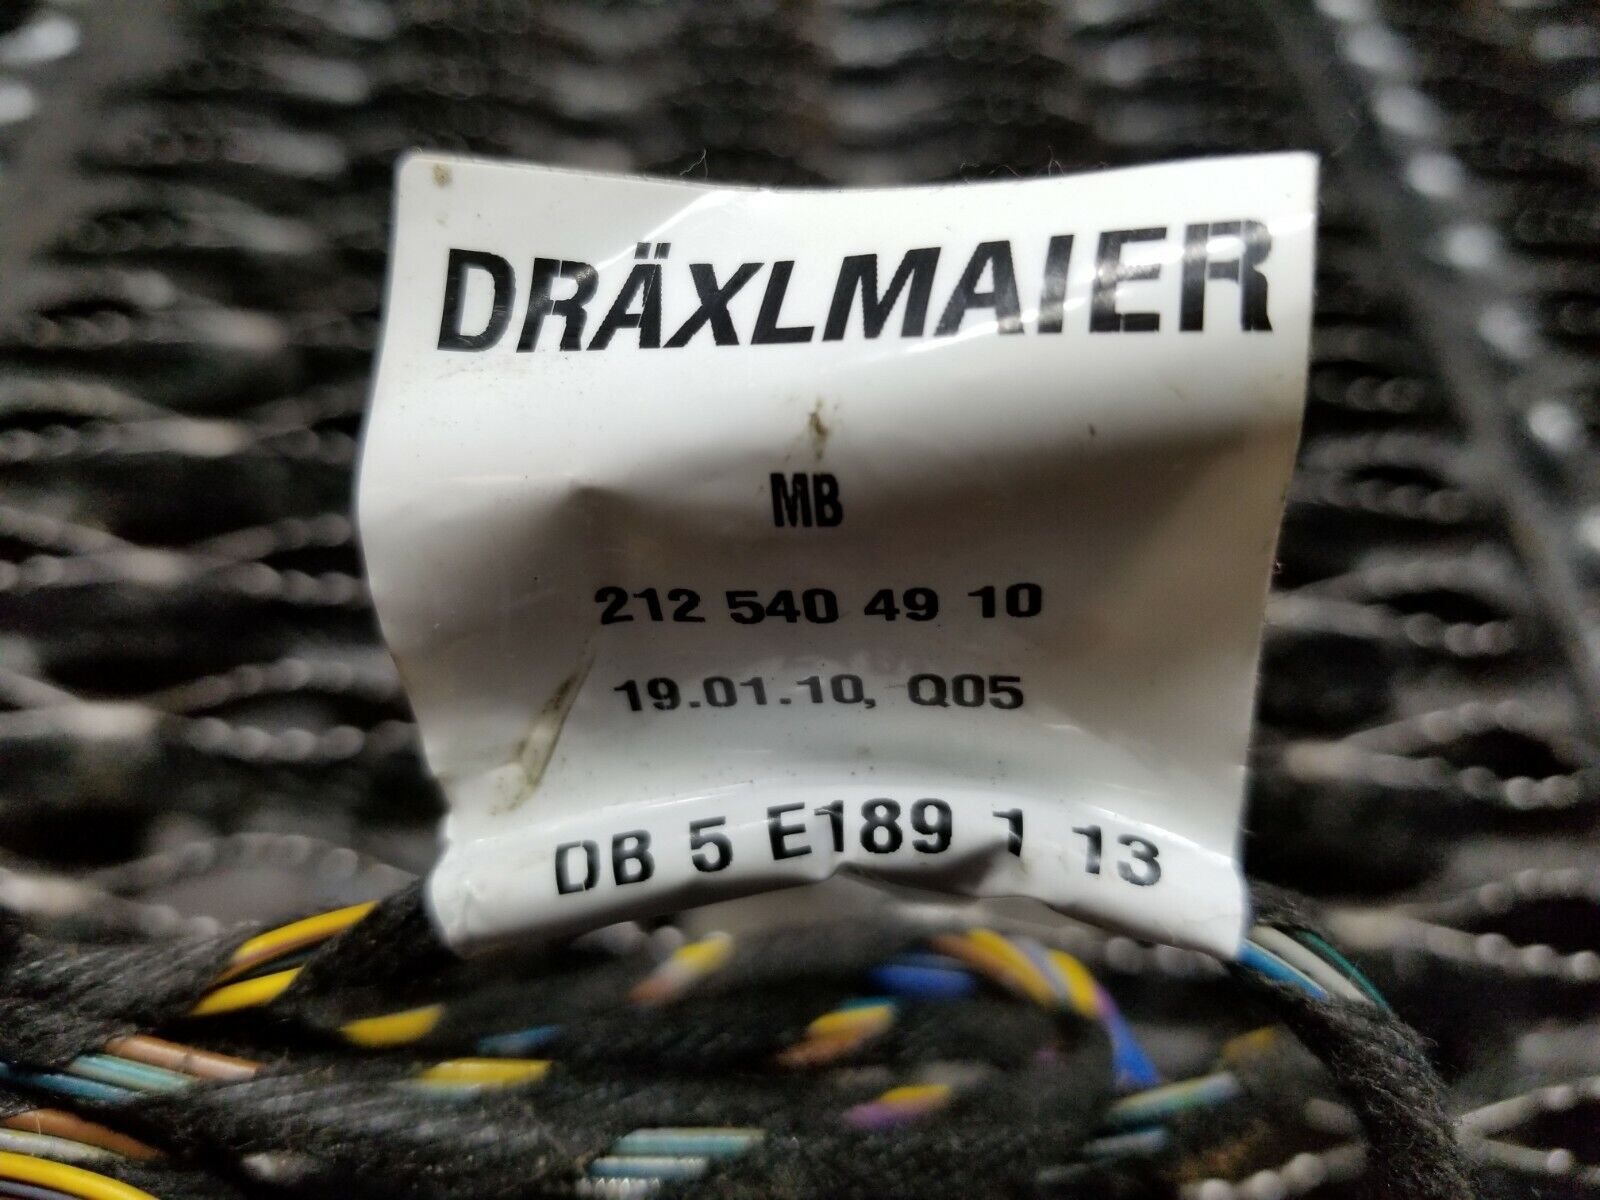 DRÄXLMAIER
MB
212 540 49 10
19.01.10, Q05
DB 5 E189 1 13